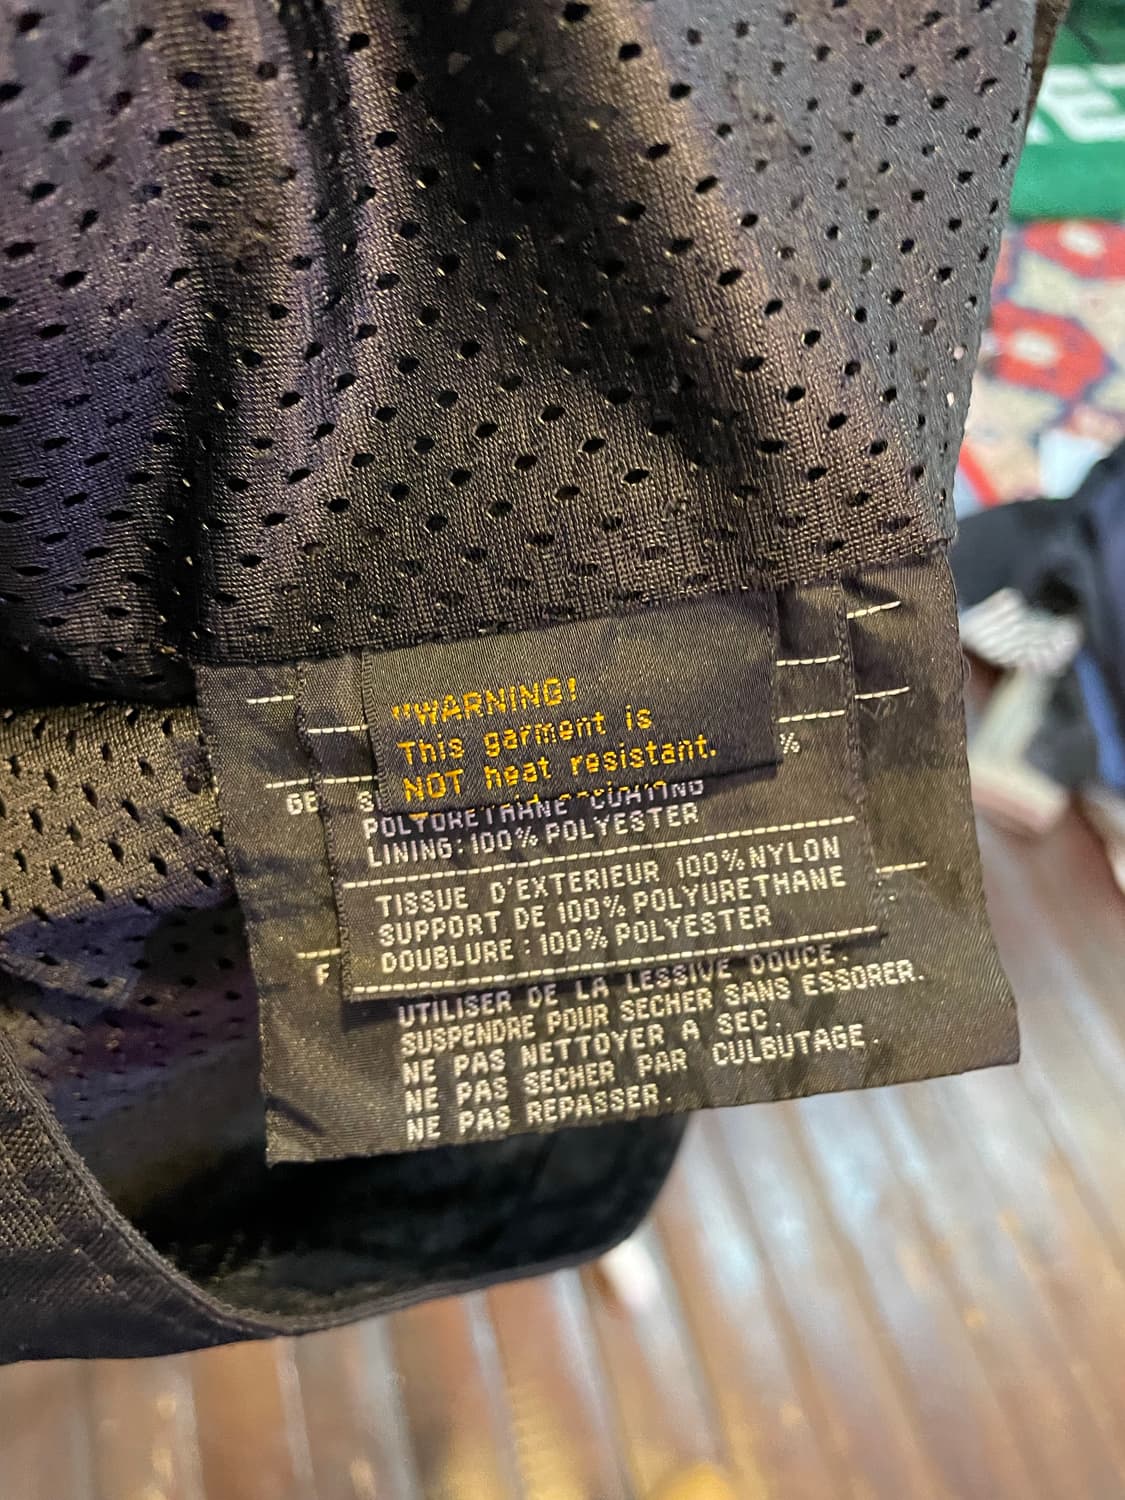 "WARNING!
This garment is
NOT heat resistant.
%
GE
S
POLYURETHANE COATING
LINING: 100% POLYESTER
TISSUE D'EXTERIEUR 100% NYLON
SUPPORT DE 100% POLYURETHANE
DOUBLURE : 100% POLYESTER
F
UTILISER DE LA LESSIVE DOUCE.
SUSPENDRE POUR SECHER SANS ESSORER.
NE PAS NETTOYER A SEC.
NE PAS SECHER PAR CULBUTAGE.
NE PAS REPASSER.